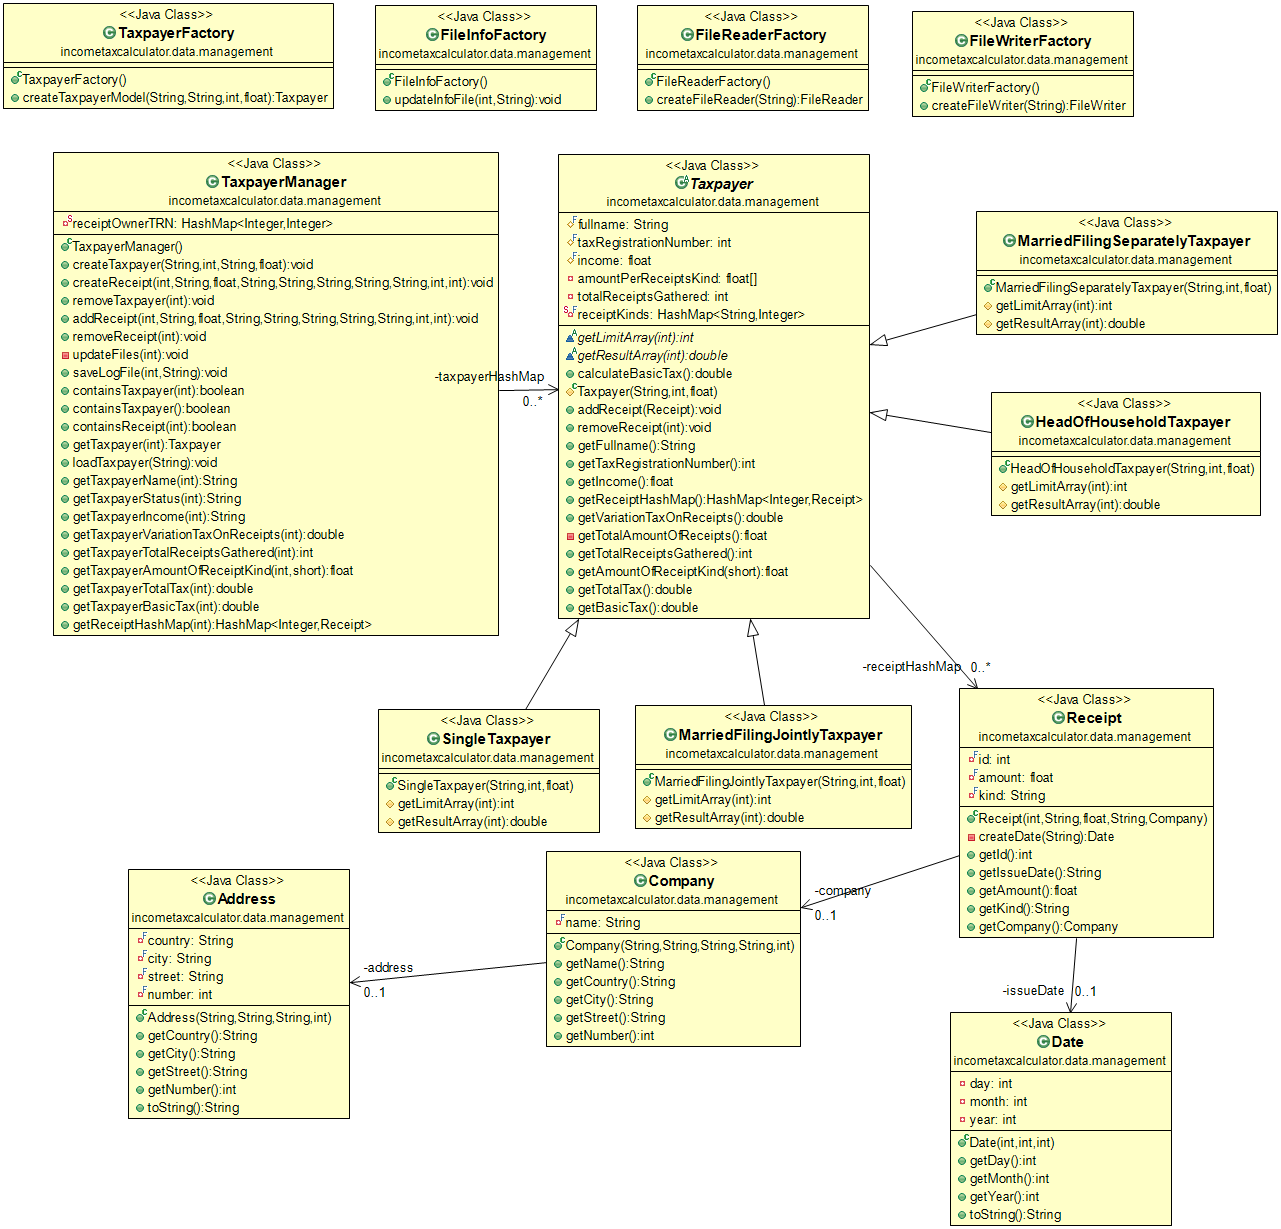 <<Java Class>>
TaxpayerFactory
incometaxcalculator.data.management
TaxpayerFactory()
createTaxpayerModel(String,String,int,float):Taxpayer
<<Java Class>>
FileInfoFactory
incometaxcalculator.data.management
FileInfoFactory()
updateInfoFile(int,String):void
<<Java Class>>
FileReaderFactory
incometaxcalculator.data.management
FileReaderFactory()
createFileReader(String):FileReader
<<Java Class>>
FileWriterFactory
incometaxcalculator.data.management
FileWriterFactory()
createFileWriter(String):FileWriter
<<Java Class>>
TaxpayerManager
incometaxcalculator.data.management
receiptOwnerTRN: HashMap<Integer,Integer>
TaxpayerManager()
createTaxpayer(String,int,String,float):void
createReceipt(int,String,float,String,String,String,String,String,int,int):void
removeTaxpayer(int):void
addReceipt(int,String,float,String,String,String,String,String,int,int):void
removeReceipt(int):void
updateFiles(int):void
saveLogFile(int,String):void
containsTaxpayer(int):boolean
containsTaxpayer():boolean
containsReceipt(int):boolean
getTaxpayer(int):Taxpayer
loadTaxpayer(String):void
getTaxpayerName(int):String
getTaxpayerStatus(int):String
getTaxpayerIncome(int):String
getTaxpayerVariationTaxOnReceipts(int):double
getTaxpayerTotalReceiptsGathered(int):int
getTaxpayerAmountOfReceiptKind(int,short):float
getTaxpayerTotalTax(int):double
getTaxpayerBasicTax(int):double
getReceiptHashMap(int):HashMap<Integer,Receipt>
-taxpayerHashMap
0..*
<<Java Class>>
Taxpayer
incometaxcalculator.data.management
fullname: String
taxRegistrationNumber: int
income: float
amountPerReceiptsKind: float[]
totalReceiptsGathered: int
receiptKinds: HashMap<String,Integer>
getLimitArray(int):int
getResultArray(int):double
calculateBasicTax():double
Taxpayer(String,int,float)
addReceipt(Receipt):void
removeReceipt(int):void
getFullname():String
getTaxRegistrationNumber():int
getIncome():float
getReceiptHashMap():HashMap<Integer,Receipt>
getVariationTaxOnReceipts():double
getTotalAmountOfReceipts():float
getTotalReceiptsGathered():int
getAmountOfReceiptKind(short):float
getTotalTax():double
getBasicTax():double
<<Java Class>>
MarriedFilingSeparatelyTaxpayer
incometaxcalculator.data.management
MarriedFilingSeparatelyTaxpayer(String,int,float)
getLimitArray(int):int
getResultArray(int):double
<<Java Class>>
HeadOfHouseholdTaxpayer
incometaxcalculator.data.management
HeadOfHouseholdTaxpayer(String,int,float)
getLimitArray(int):int
getResultArray(int):double
-receiptHashMap 0..*
<<Java Class>>
SingleTaxpayer
incometaxcalculator.data.management
SingleTaxpayer(String,int,float)
getLimitArray(int):int
getResultArray(int):double
<<Java Class>>
MarriedFilingJointlyTaxpayer
incometaxcalculator.data.management
MarriedFilingJointlyTaxpayer(String,int,float)
getLimitArray(int):int
getResultArray(int):double
<<Java Class>>
Receipt
incometaxcalculator.data.management
id: int
amount: float
kind: String
Receipt(int,String,float,String,Company)
createDate(String):Date
getId():int
getIssueDate():String
getAmount():float
getKind():String
getCompany():Company
-company
0..1
<<Java Class>>
Company
incometaxcalculator.data.management
name: String
Company(String,String,String,String,int)
getName():String
getCountry():String
getCity():String
getStreet():String
getNumber():int
-address
0..1
<<Java Class>>
Address
incometaxcalculator.data.management
country: String
city: String
street: String
number: int
Address(String,String,String,int)
getCountry():String
getCity():String
getStreet():String
getNumber():int
toString():String
-issueDate 0..1
<<Java Class>>
Date
incometaxcalculator.data.management
day: int
month: int
year: int
Date(int,int,int)
getDay():int
getMonth():int
getYear():int
toString():String